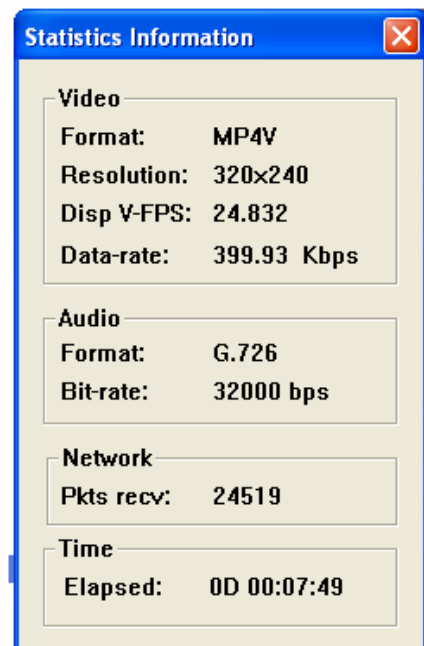 Statistics Information
Video
Format: MP4V
Resolution: 320x240
Disp V-FPS: 24.832
Data-rate: 399.93 Kbps
Audio
Format: G.726
Bit-rate: 32000 bps
Network
Pkts recv: 24519
Time
Elapsed: 0D 00:07:49